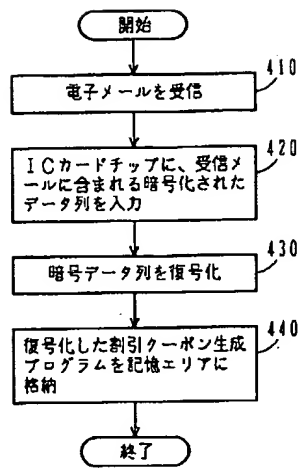 開始
410
電子メールを受信
420
ICカードチップに、受信メ
ールに含まれる暗号化された
データ列を入力
430
暗号データ列を復号化
440
復号化した割引クーポン生成
プログラムを記憶エリアに
格納
終了